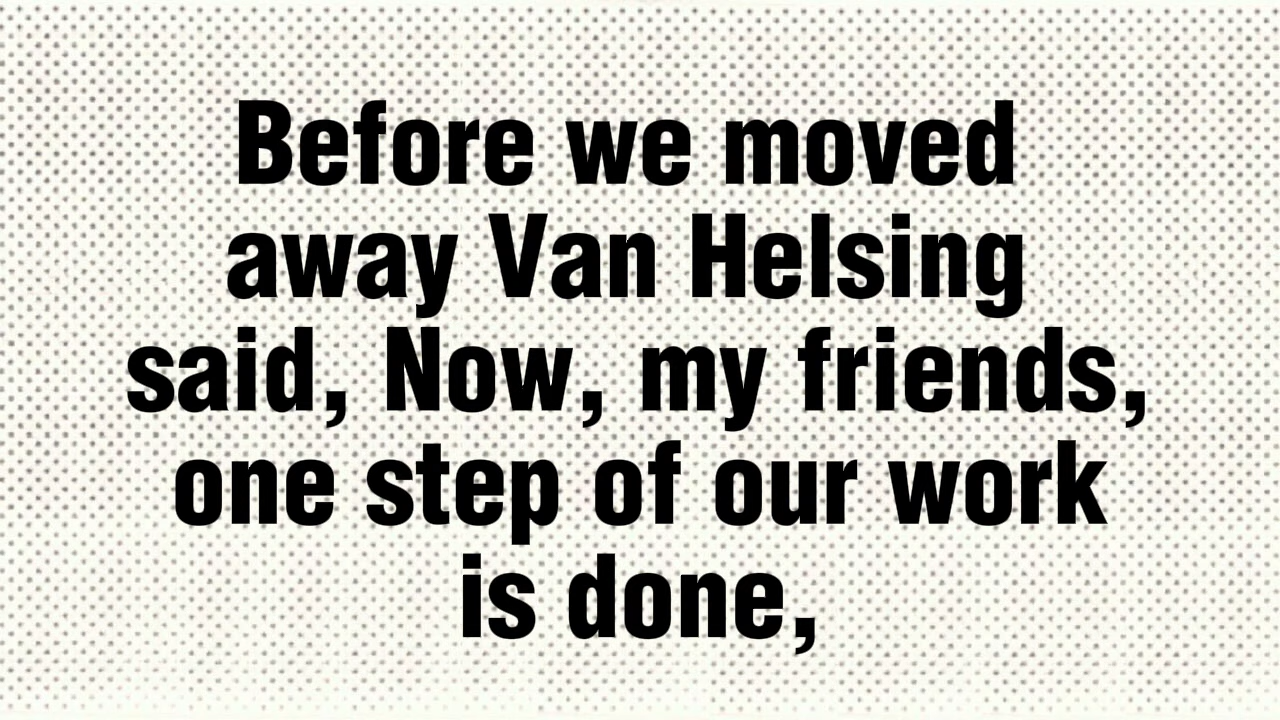 Before we moved
away Van Helsing
said, Now, my friends,
one step of our work
is done,